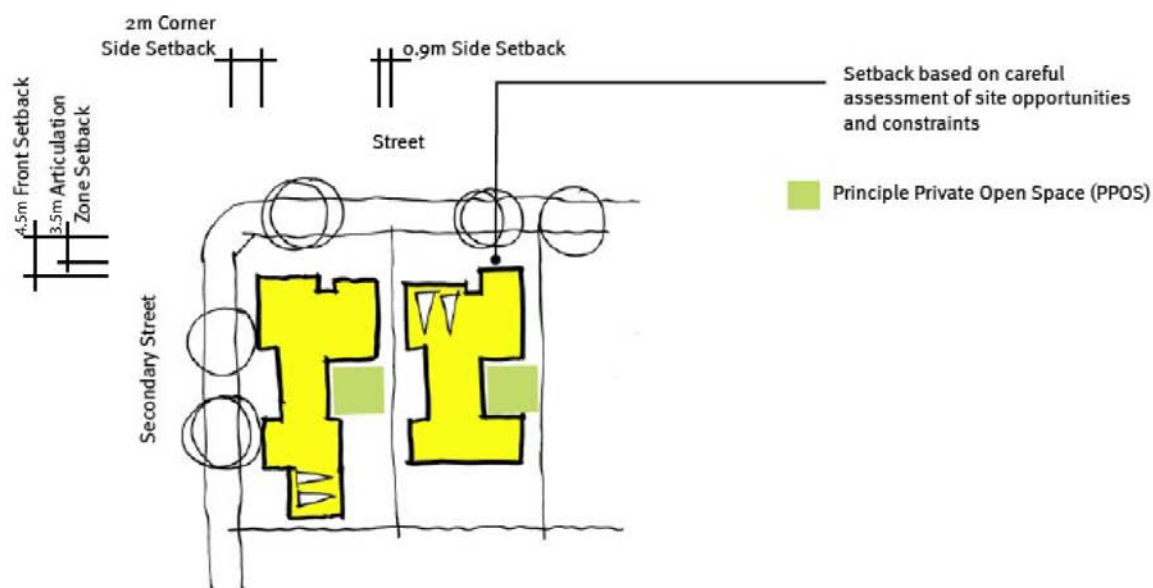 2m Corner
Side Setback
0.9m Side Setback
Setback based on careful
assessment of site opportunities
and constraints
4.5m Front Setback
3.5m Articulation
Zone Setback
Street
Principle Private Open Space (PPOS)
Secondary Street